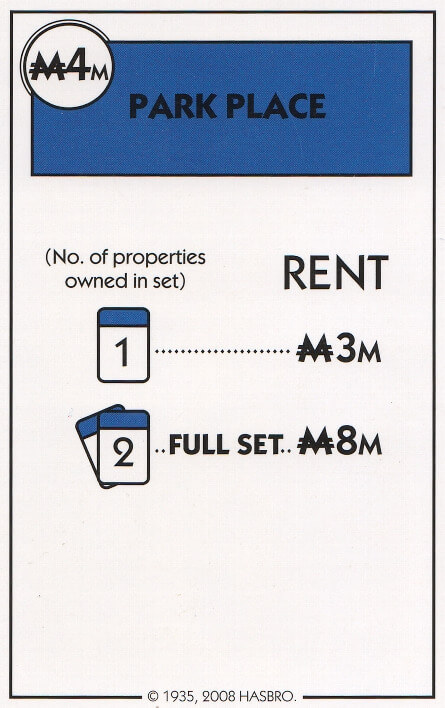 ₩4M
PARK PLACE
(No. of properties
owned in set)
RENT
1 ₩3M
2 ..FULL SET.. ₩8M
© 1935, 2008 HASBRO.